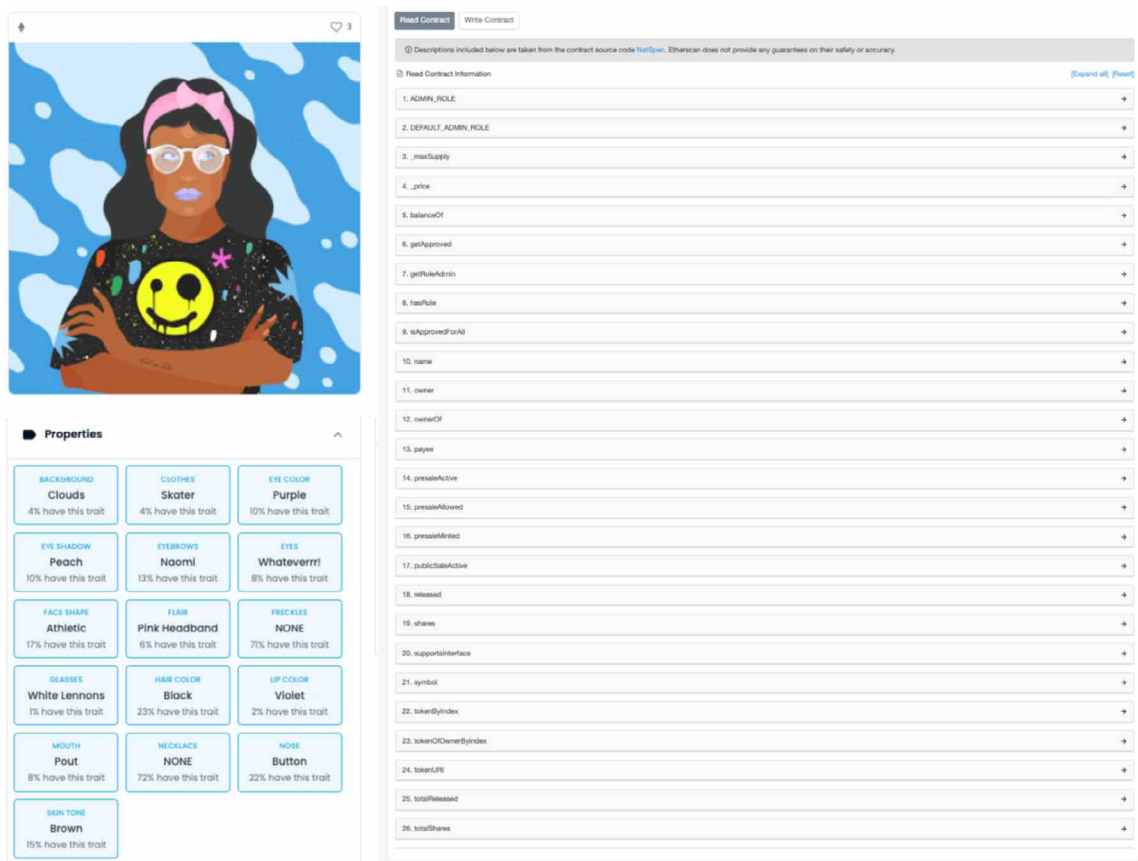 3
Properties
BACKGROUND
Clouds
4% have this trait
CLOTHES
Skater
4% have this trait
EYE COLOR
Purple
10% have this trait
EYE SHADOW
Peach
10% have this trait
EYEBROWS
Naomi
13% have this trait
EYES
Whateverrr!
8% have this trait
FACE SHAPE
Athletic
17% have this trait
FLAIR
Pink Headband
6% have this trait
FRECKLES
NONE
71% have this trait
GLASSES
White Lennons
1% have this trait
HAIR COLOR
Black
23% have this trait
LIP COLOR
Violet
2% have this trait
MOUTH
Pout
8% have this trait
NECKLACE
NONE
72% have this trait
NOSE
Button
22% have this trait
SKIN TONE
Brown
15% have this trait
Read Contract
Write Contract
Descriptions included below are taken from the contract source code NatSpec. Etherscan does not provide any guarantees on their safety or accuracy.
Read Contract Information
[Expand all] [Reset]
1. ADMIN_ROLE
2. DEFAULT_ADMIN_ROLE
3. _maxSupply
4. _price
5. balanceOf
6. getApproved
7. getRoleAdmin
8. hasRole
9. isApprovedForAll
10. name
11. owner
12. ownerOf
13. payee
14. presaleActive
15. presaleAllowed
16. presaleMinted
17. publicSaleActive
18. released
19. shares
20. supportsInterface
21. symbol
22. tokenByIndex
23. tokenOfOwnerByIndex
24. tokenURI
25. totalReleased
26. totalShares